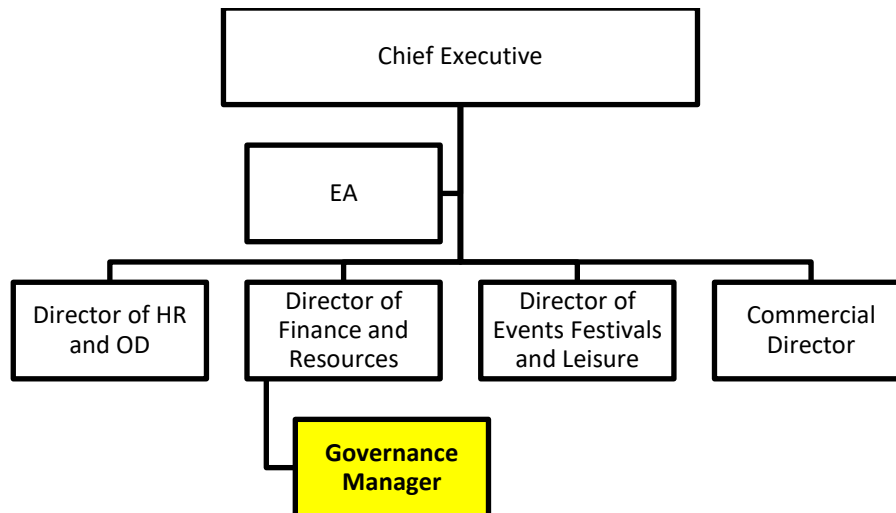 Chief Executive
EA
Director of HR
and OD
Director of
Finance and
Resources
Director of
Events Festivals
and Leisure
Commercial
Director
Governance
Manager